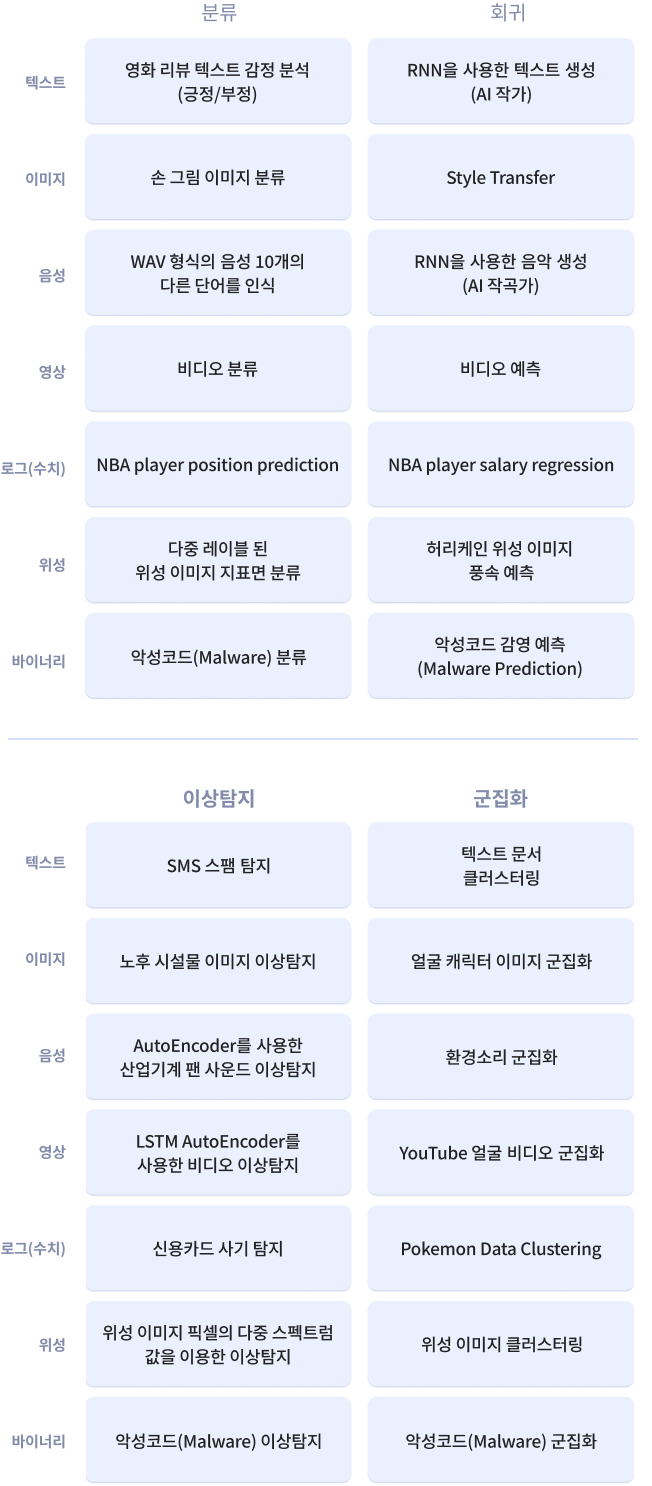 분류
회귀
텍스트
영화 리뷰 텍스트 감정 분석
(긍정/부정)
RNN을 사용한 텍스트 생성
(AI 작가)
이미지
손 그림 이미지 분류
Style Transfer
음성
WAV 형식의 음성 10개의
다른 단어를 인식
RNN을 사용한 음악 생성
(AI 작곡가)
영상
비디오 분류
비디오 예측
로그(수치)
NBA player position prediction
NBA player salary regression
위성
다중 레이블 된
위성 이미지 지표면 분류
허리케인 위성 이미지
풍속 예측
바이너리
악성코드(Malware) 분류
악성코드 감영 예측
(Malware Prediction)
이상탐지
군집화
텍스트
SMS 스팸 탐지
텍스트 문서
클러스터링
이미지
노후 시설물 이미지 이상탐지
얼굴 캐릭터 이미지 군집화
음성
AutoEncoder를 사용한
산업기계 팬 사운드 이상탐지
환경소리 군집화
영상
LSTM AutoEncoder를
사용한 비디오 이상탐지
YouTube 얼굴 비디오 군집화
로그(수치)
신용카드 사기 탐지
Pokemon Data Clustering
위성
위성 이미지 픽셀의 다중 스펙트럼
값을 이용한 이상탐지
위성 이미지 클러스터링
바이너리
악성코드(Malware) 이상탐지
악성코드(Malware) 군집화